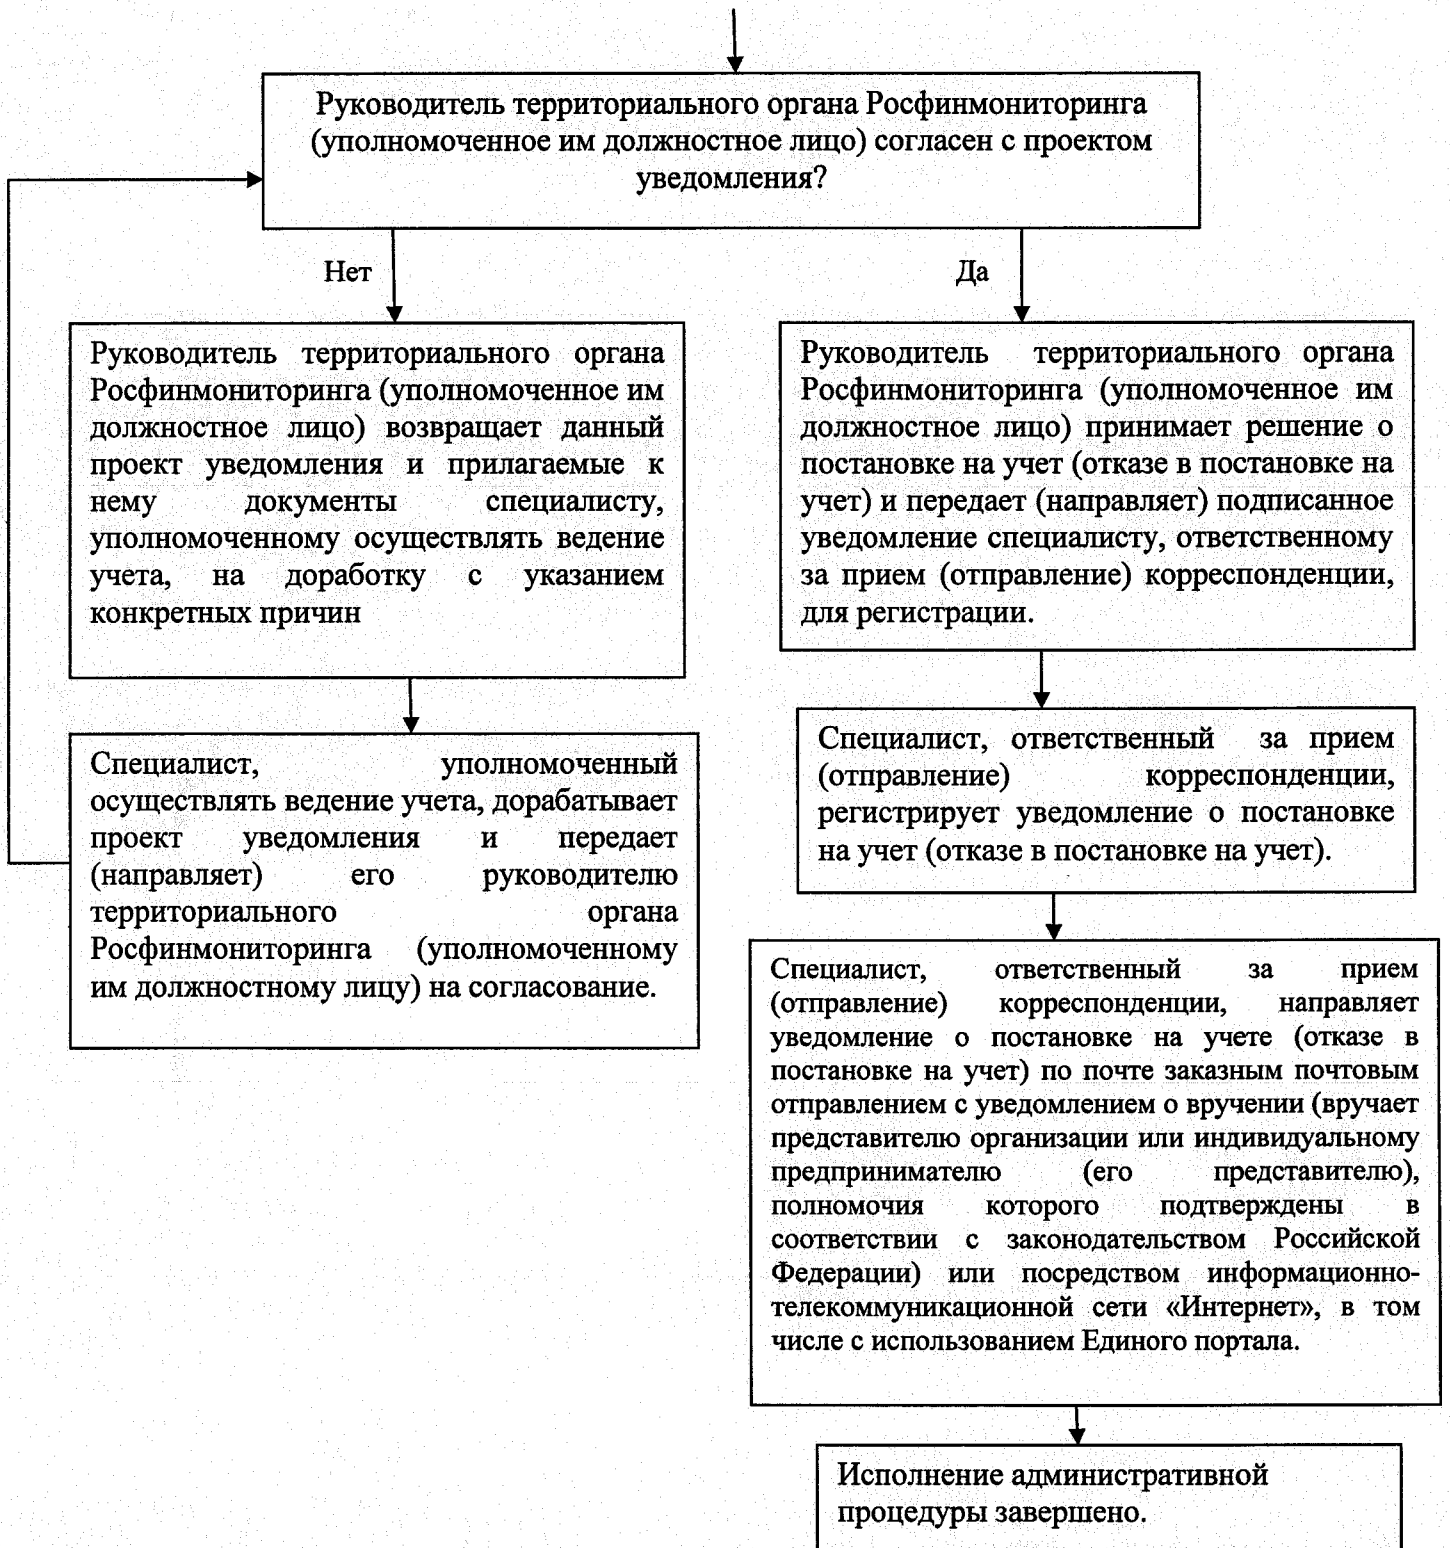 Руководитель территориального органа Росфинмониторинга
(уполномоченное им должностное лицо) согласен с проектом
уведомления?
Нет
Да
Руководитель территориального органа
Росфинмониторинга (уполномоченное им
должностное лицо) возвращает данный
проект уведомления и прилагаемые к
нему документы специалисту,
уполномоченному осуществлять ведение
учета, на доработку с указанием
конкретных причин
Руководитель территориального органа
Росфинмониторинга (уполномоченное им
должностное лицо) принимает решение о
постановке на учет (отказе в постановке на
учет) и передает (направляет) подписанное
уведомление специалисту, ответственному
за прием (отправление) корреспонденции,
для регистрации.
Специалист, уполномоченный
осуществлять ведение учета, дорабатывает
проект уведомления и передает
(направляет) его руководителю
территориального органа
Росфинмониторинга (уполномоченному
им должностному лицу) на согласование.
Специалист, ответственный за прием
(отправление) корреспонденции,
регистрирует уведомление о постановке
на учет (отказе в постановке на учет).
Специалист, ответственный за прием
(отправление) корреспонденции, направляет
уведомление о постановке на учете (отказе в
постановке на учет) по почте заказным почтовым
отправлением с уведомлением о вручении (вручает
представителю организации или индивидуальному
предпринимателю (его представителю),
полномочия которого подтверждены в
соответствии с законодательством Российской
Федерации) или посредством информационно-
телекоммуникационной сети «Интернет», в том
числе с использованием Единого портала.
Исполнение административной
процедуры завершено.